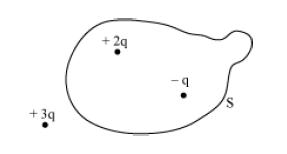 + 2q
– q
S
+ 3q